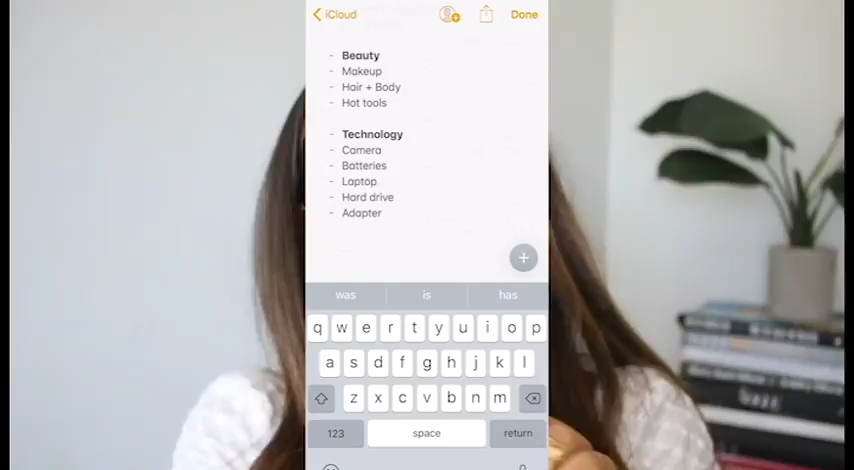 iCloud
Done
- Beauty
- Makeup
- Hair + Body
- Hot tools
- Technology
- Camera
- Batteries
- Laptop
- Hard drive
- Adapter
+
was is has
q w e r t y u i o p
a s d f g h j k l
z x c v b n m
123 space return